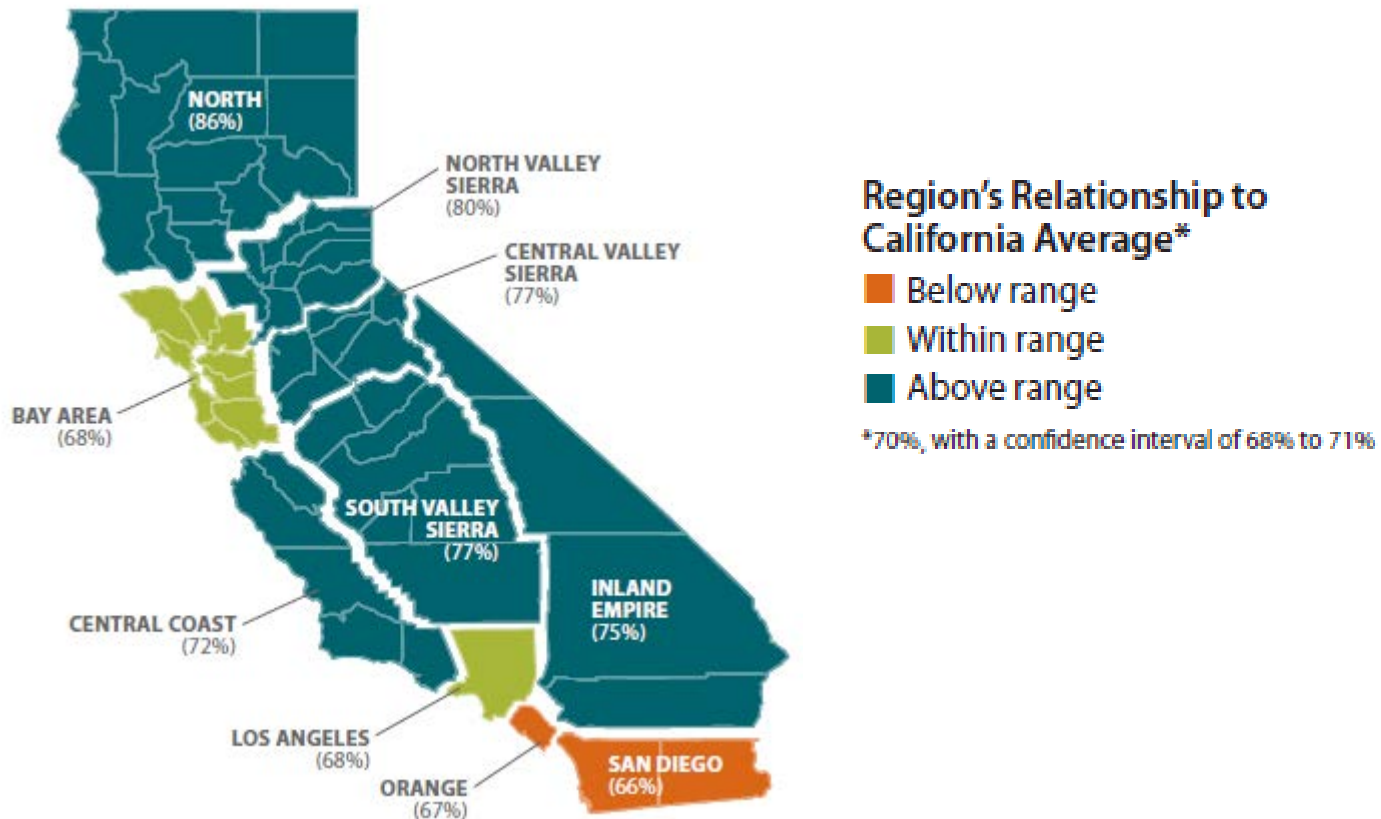 NORTH
(86%)
NORTH VALLEY
SIERRA
(80%)
CENTRAL VALLEY
SIERRA
(77%)
BAY AREA
(68%)
SOUTH VALLEY
SIERRA
(77%)
INLAND
EMPIRE
(75%)
CENTRAL COAST
(72%)
LOS ANGELES
(68%)
ORANGE
(67%)
SAN DIEGO
(66%)
Region's Relationship to
California Average*
Below range
Within range
Above range
*70%, with a confidence interval of 68% to 71%